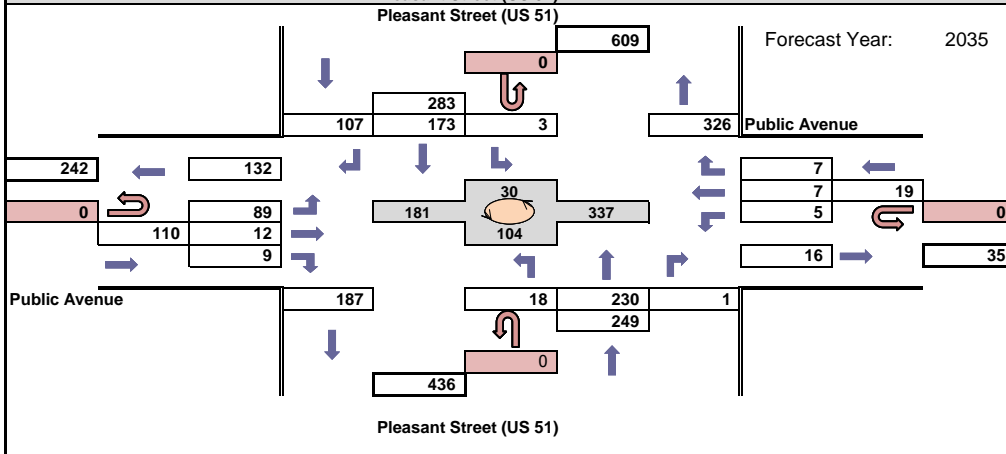 Pleasant Street (US 51)
609
Forecast Year: 2035
0
283
107 173 3 326 Public Avenue
242 132 7
30
7 19
0 89 181 337 5 0
110 12
104
9 16 35
Public Avenue 187 18 230 1
249
0
436
Pleasant Street (US 51)